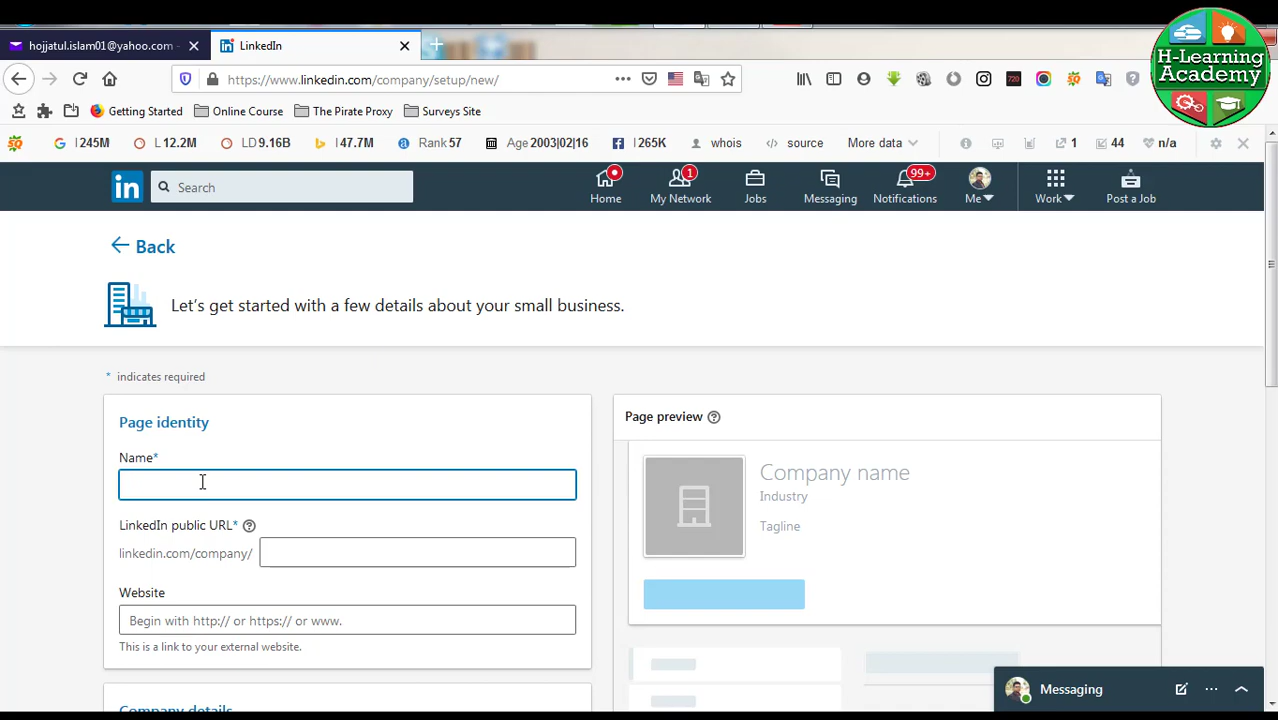 hojjatul.islam01@yahoo.com -
LinkedIn
H-Learning
Academy
https://www.linkedin.com/company/setup/new/
Getting Started
Online Course
The Pirate Proxy
Surveys Site
I 245M
L 12.2M
LD 9.16B
I 47.7M
Rank 57
Age 2003|02|16
I 265K
whois
source
More data
1
44
n/a
in
Search
Home
1
My Network
Jobs
Messaging
99+
Notifications
Me
Work
Post a Job
Back
Let's get started with a few details about your small business.
* indicates required
Page identity
Name*
LinkedIn public URL*
linkedin.com/company/
Website
Begin with http:// or https:// or www.
This is a link to your external website.
Company details
Page preview
Company name
Industry
Tagline
Messaging